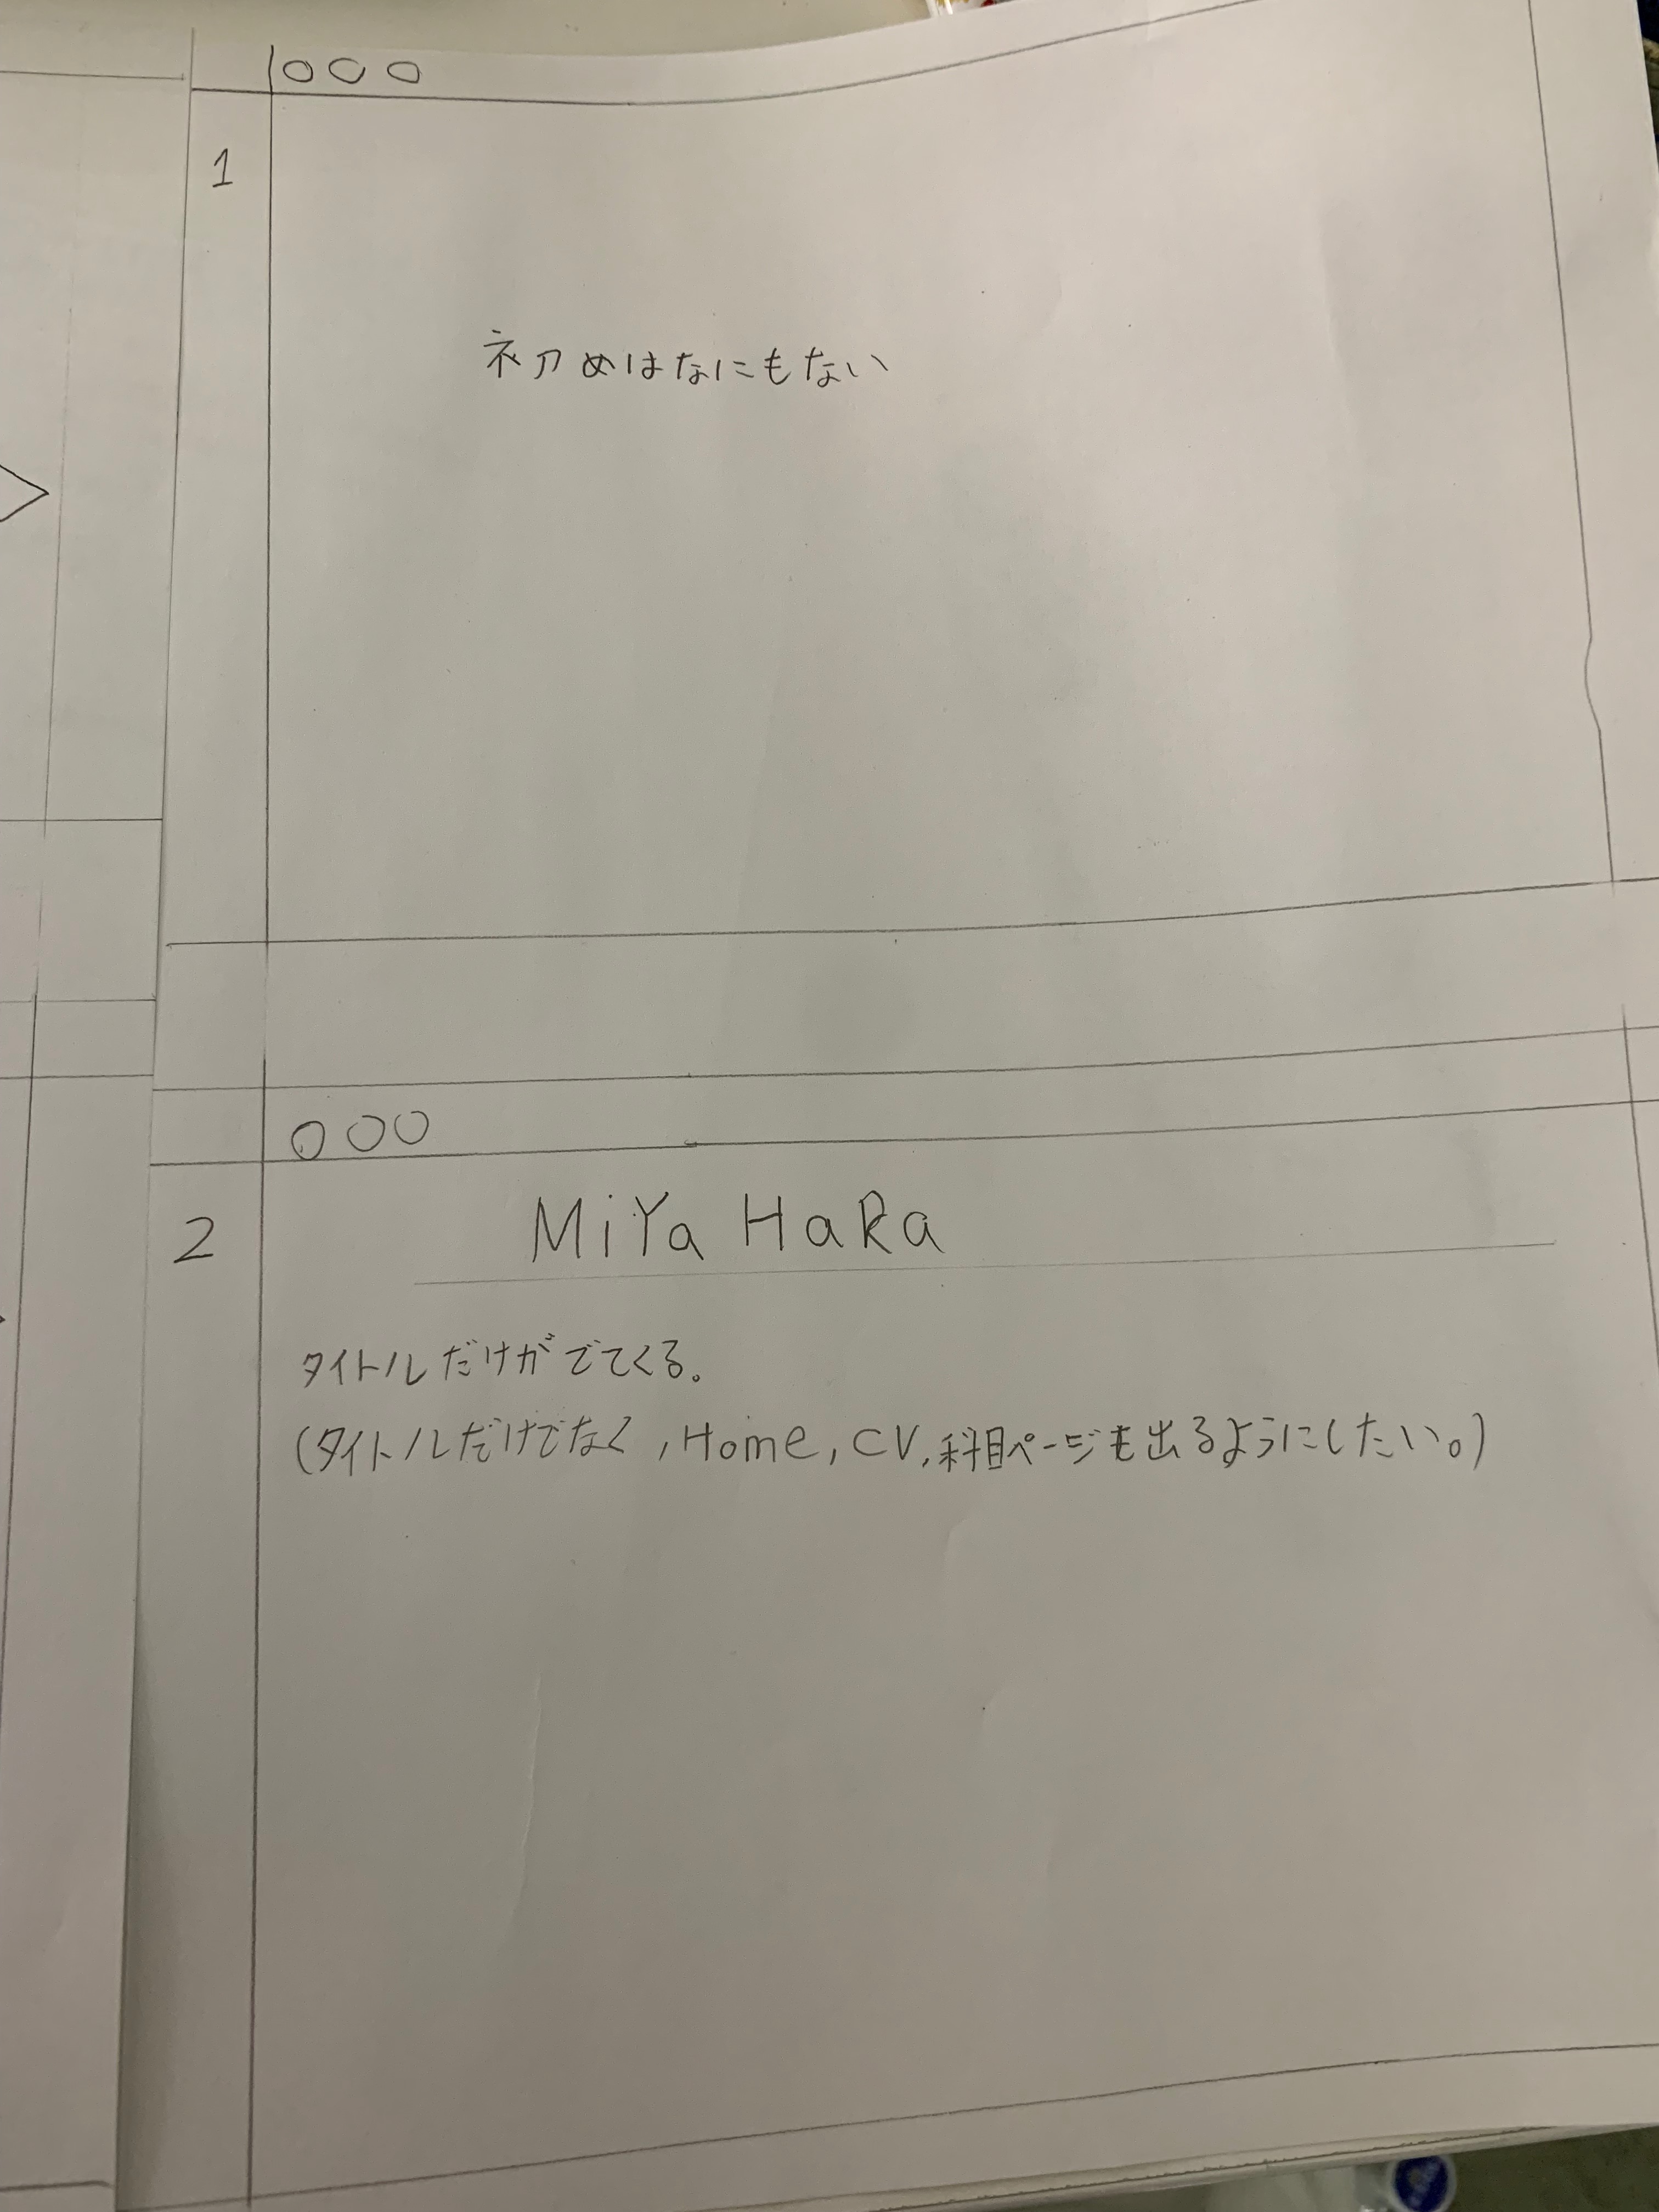 1
初めはなにもない
2
MiYa HaRa
タイトルだけがでてくる。
(タイトルだけでなく,Home,CV,科目ページも出るようにしたい。)